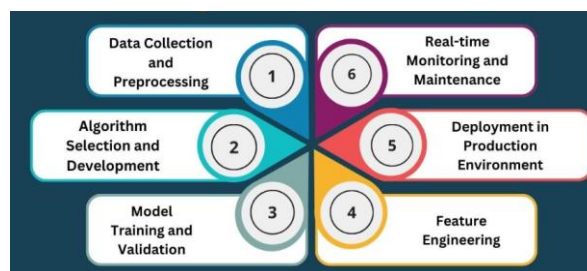 Data Collection
and
Preprocessing
1
Algorithm
Selection and
Development
2
Model
Training and
Validation
3
Feature
Engineering
4
Deployment in
Production
Environment
5
Real-time
Monitoring and
Maintenance
6